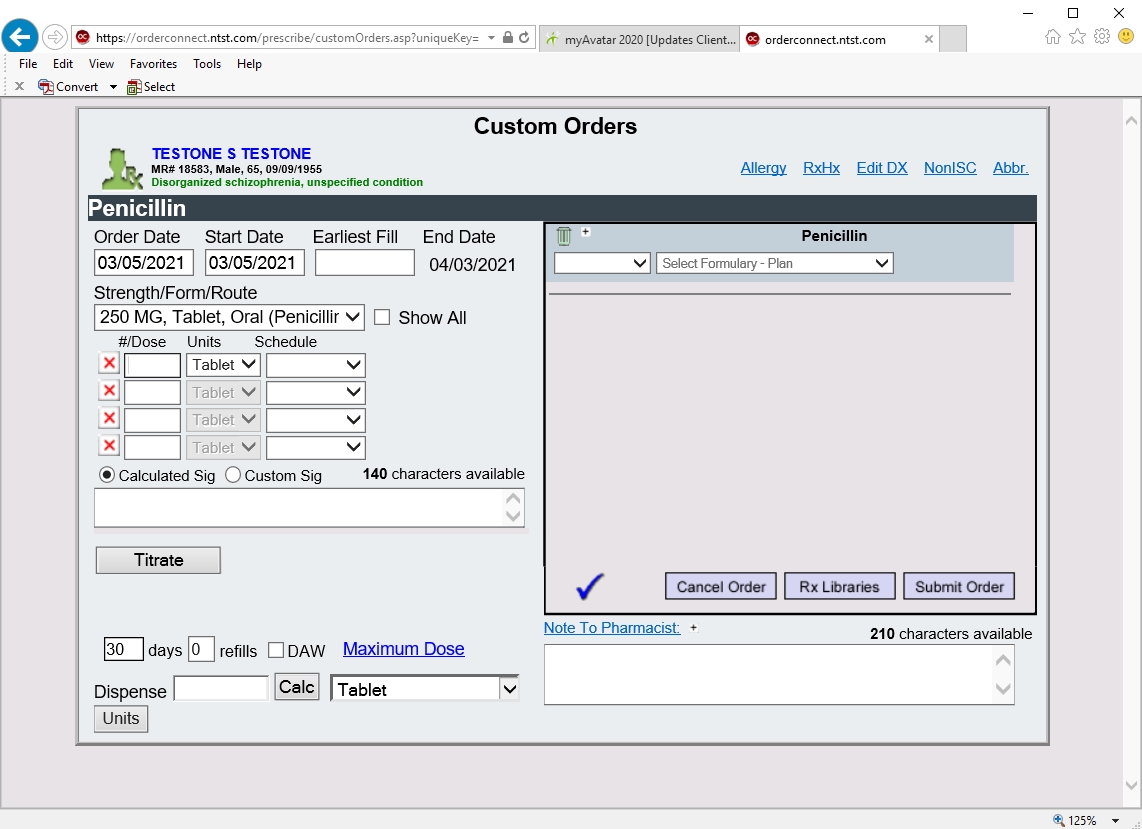 https://orderconnect.ntst.com/prescribe/customOrders.asp?uniqueKey=
myAvatar 2020 [Updates Client...
orderconnect.ntst.com
File Edit View Favorites Tools Help
Convert Select
Custom Orders
TESTONE S TESTONE
MR# 18583, Male, 65, 09/09/1955
Disorganized schizophrenia, unspecified condition
Allergy RxHx Edit DX NonISC Abbr.
Penicillin
Order Date Start Date Earliest Fill End Date
03/05/2021 03/05/2021 04/03/2021
Strength/Form/Route
250 MG, Tablet, Oral (Penicillir Show All
#/Dose Units Schedule
Tablet
Tablet
Tablet
Tablet
Calculated Sig Custom Sig 140 characters available
Titrate
30 days 0 refills DAW Maximum Dose
Dispense Calc Tablet
Units
+ Penicillin
Select Formulary - Plan
Cancel Order Rx Libraries Submit Order
Note To Pharmacist: + 210 characters available
125%